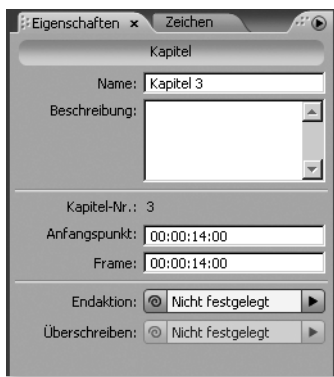 Eigenschaften x Zeichen
Kapitel
Name: Kapitel 3
Beschreibung:
Kapitel-Nr.: 3
Anfangspunkt: 00:00:14:00
Frame: 00:00:14:00
Endaktion: Nicht festgelegt
Überschreiben: Nicht festgelegt